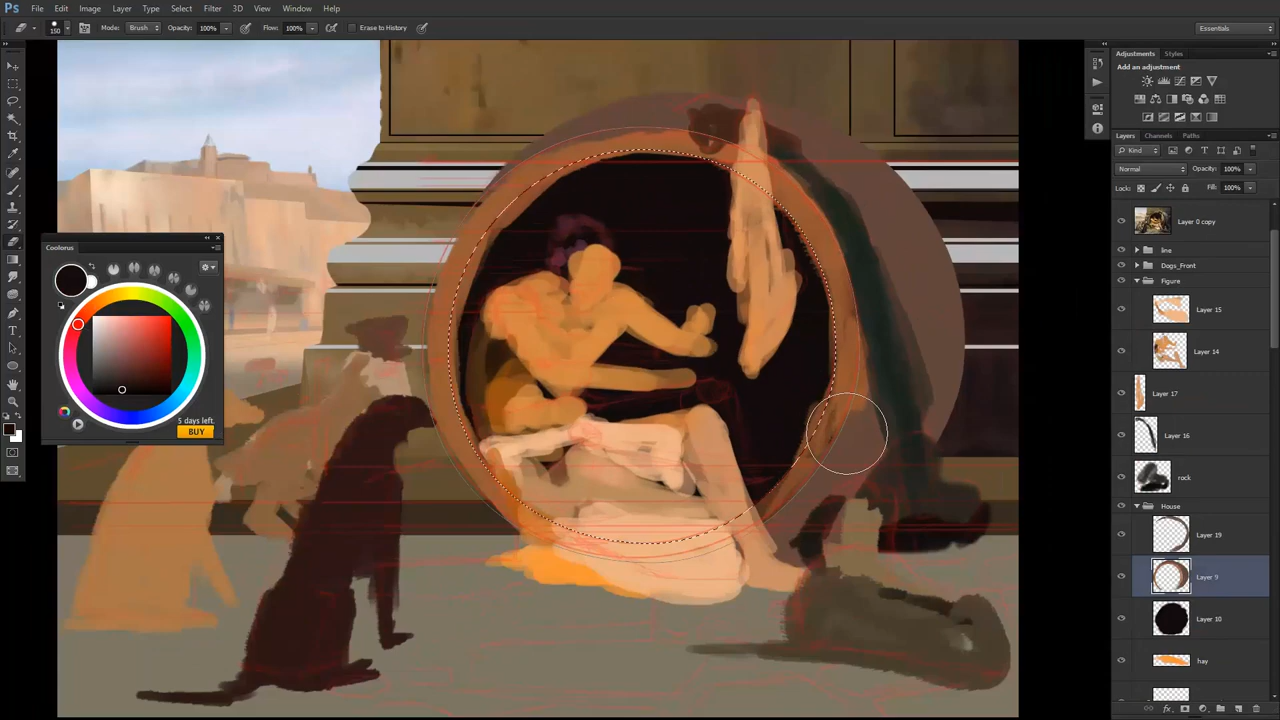 Ps File Edit Image Layer Type Select Filter 3D View Window Help
150 Mode: Brush Opacity: 100% Flow: 100% Erase to History Essentials
Adjustments Styles
Add an adjustment
Layers Channels Paths
Kind
Normal Opacity: 100%
Lock: Fill: 100%
Layer 0 copy
line
Dogs_Front
Figure
Layer 15
Layer 14
Layer 17
Layer 16
rock
House
Layer 19
Layer 9
Layer 10
hay
fx
Coolorus
5 days left.
BUY